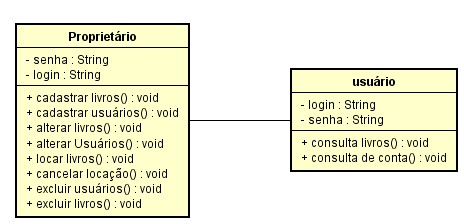 Proprietário
- senha : String
- login : String
+ cadastrar livros() : void
+ cadastrar usuários() : void
+ alterar livros() : void
+ alterar Usuários() : void
+ locar livros() : void
+ cancelar locação() : void
+ excluir usuários() : void
+ excluir livros() : void
usuário
- login : String
- senha : String
+ consulta livros() : void
+ consulta de conta() : void